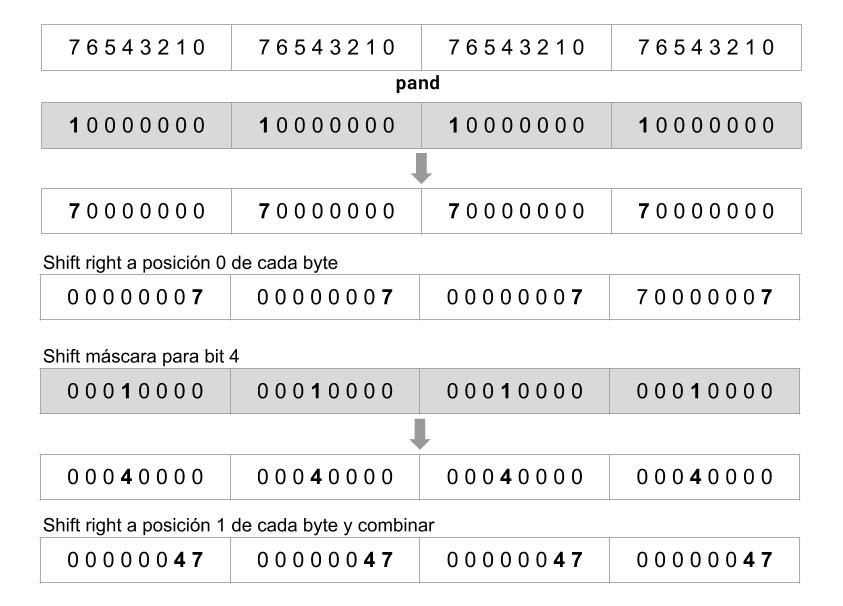 7 6 5 4 3 2 1 0 7 6 5 4 3 2 1 0 7 6 5 4 3 2 1 0 7 6 5 4 3 2 1 0
pand
1 0 0 0 0 0 0 0 1 0 0 0 0 0 0 0 1 0 0 0 0 0 0 0 1 0 0 0 0 0 0 0
7 0 0 0 0 0 0 0 7 0 0 0 0 0 0 0 7 0 0 0 0 0 0 0 7 0 0 0 0 0 0 0
Shift right a posición 0 de cada byte
0 0 0 0 0 0 0 7 0 0 0 0 0 0 0 7 0 0 0 0 0 0 0 7 7 0 0 0 0 0 0 7
Shift máscara para bit 4
0 0 0 1 0 0 0 0 0 0 0 1 0 0 0 0 0 0 0 1 0 0 0 0 0 0 0 1 0 0 0 0
0 0 0 4 0 0 0 0 0 0 0 4 0 0 0 0 0 0 0 4 0 0 0 0 0 0 0 4 0 0 0 0
Shift right a posición 1 de cada byte y combinar
0 0 0 0 0 0 4 7 0 0 0 0 0 0 4 7 0 0 0 0 0 0 4 7 0 0 0 0 0 0 4 7